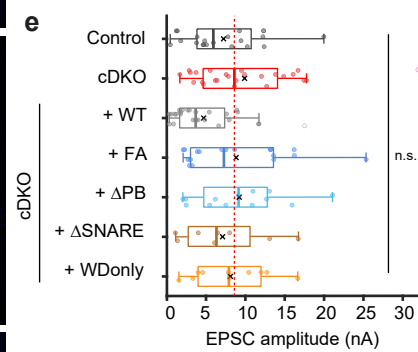 e
Control
cDKO
+ WT
+ FA
+ ΔPB
+ ΔSNARE
+ WDonly
cDKO
n.s.
0 5 10 15 20 25 30
EPSC amplitude (nA)